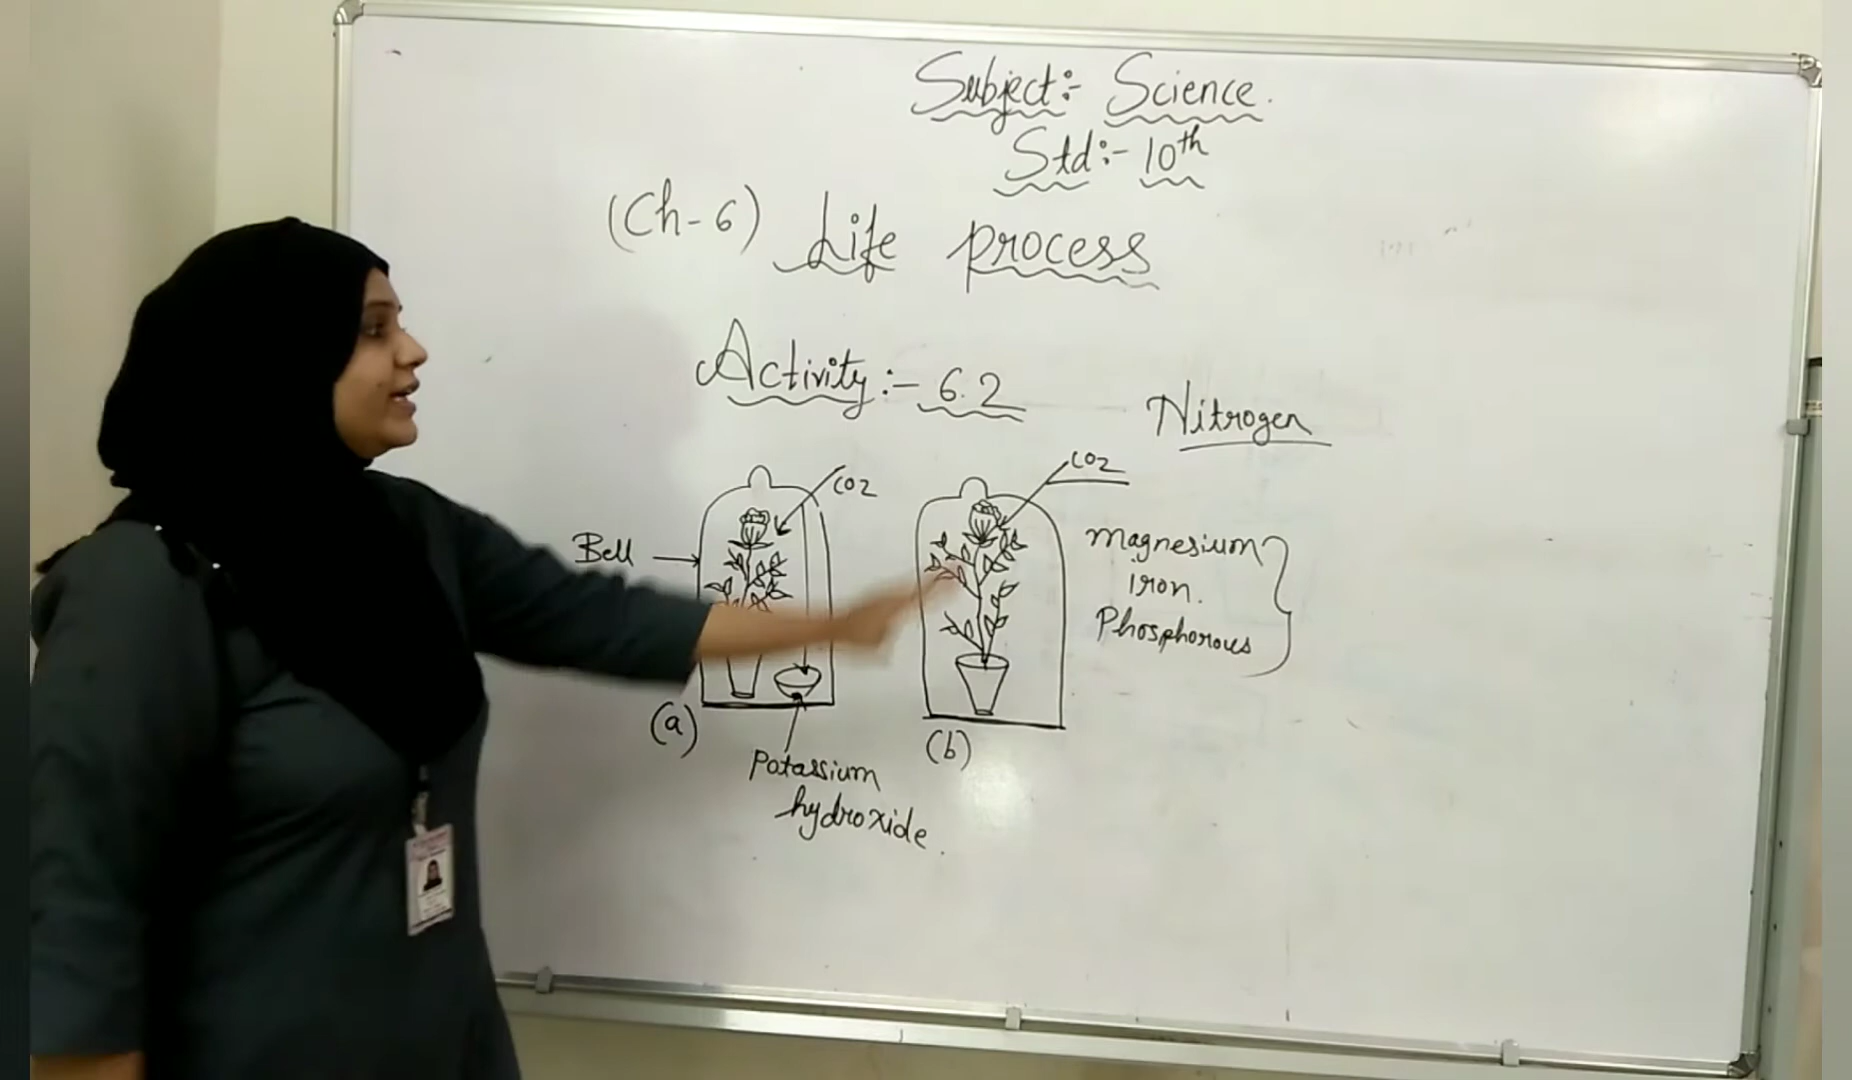 Subject:- Science.
Std:- 10th
(Ch-6) Life process
Activity:- 6.2
Nitrogen
CO2
CO2
Bell
Magnesium
iron.
Phosphorous
(a)
(b)
Potassium
hydroxide.